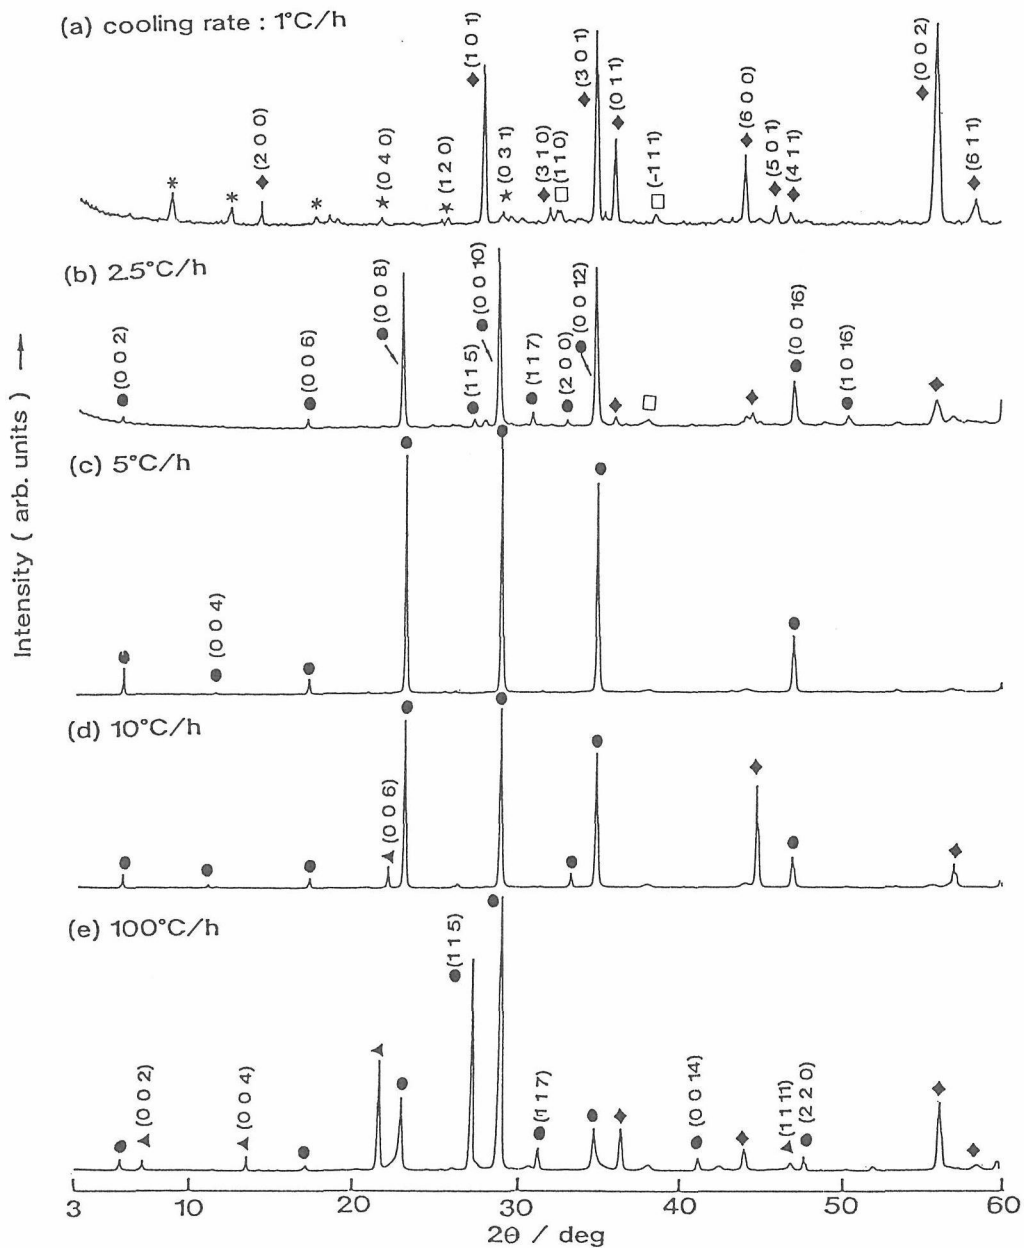 (a) cooling rate : 1°C/h
(2 0 0)
(0 4 0)
(1 2 0)
(1 0 1)
(0 3 1)
(3 1 0)
(1 1 0)
(3 0 1)
(0 1 1)
(-1 1 1)
(6 0 0)
(5 0 1)
(4 1 1)
(0 0 2)
(6 1 1)
(b) 2.5°C/h
(0 0 2)
(0 0 6)
(0 0 8)
(1 1 5)
(0 0 10)
(1 1 7)
(2 0 0)
(0 0 12)
(0 0 16)
(1 0 16)
(c) 5°C/h
(0 0 4)
(d) 10°C/h
(0 0 6)
(e) 100°C/h
(0 0 2)
(0 0 4)
(1 1 5)
(1 1 7)
(0 0 14)
(1 1 11)
(2 2 0)
Intensity ( arb. units )
3 10 20 30 40 50 60
2θ / deg